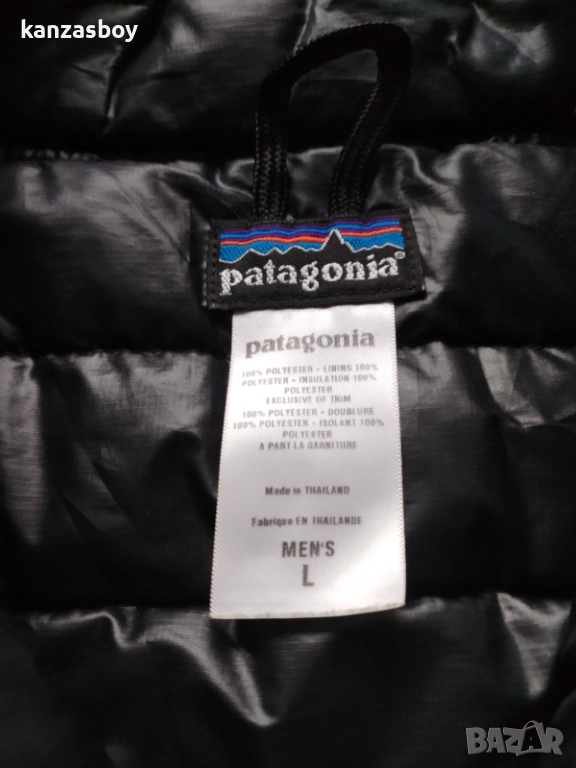 kanzasboy
patagonia®
patagonia
100% POLYESTER • LINING 100%
POLYESTER • INSULATION 100%
POLYESTER
EXCLUSIVE OF TRIM
100% POLYESTER • DOUBLURE
100% POLYESTER • ISOLANT 100%
POLYESTER
A PART LA GARNITURE
Made in THAILAND
Fabrique EN THAILANDE
MEN'S
L
BAZAR